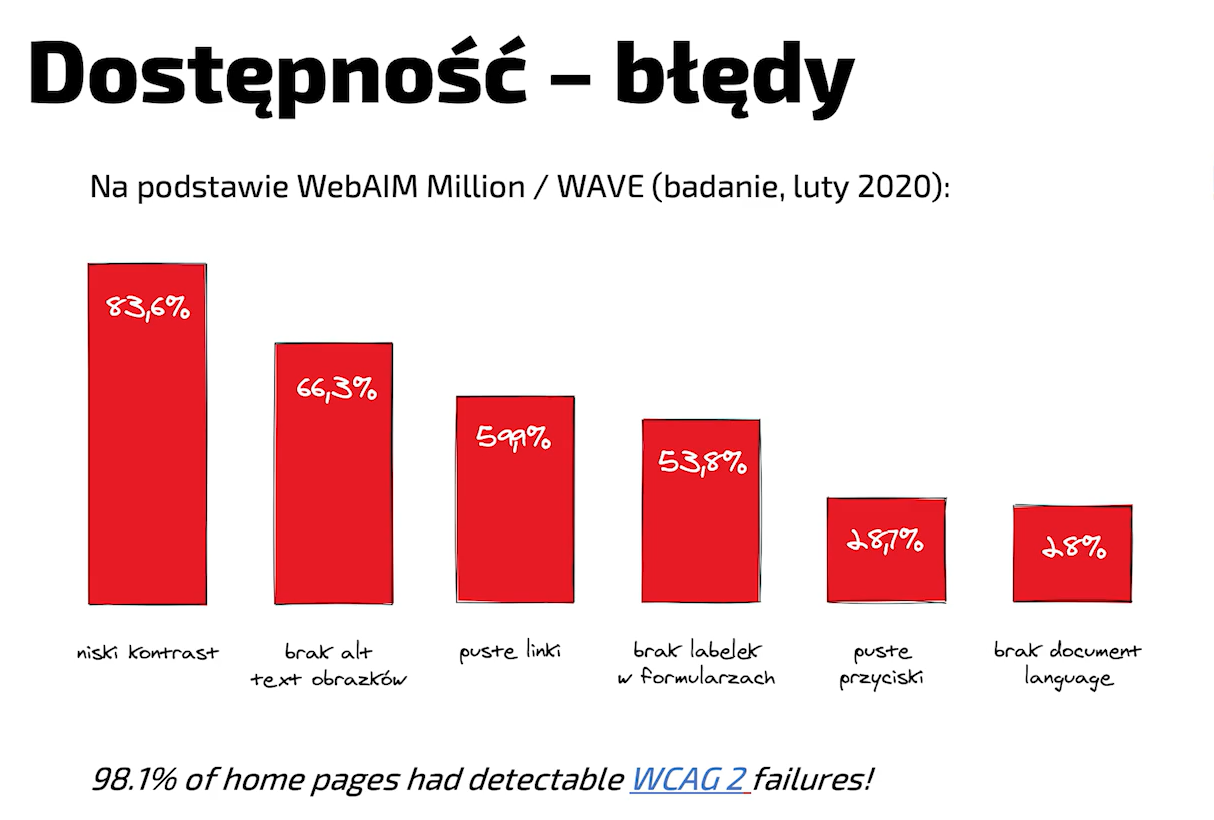 Dostępność – błędy
Na podstawie WebAIM Million / WAVE (badanie, luty 2020):
83,6%
66,3%
59,9%
53,8%
28,7%
28%
niski kontrast
brak alt
text obrazków
puste linki
brak labelek
w formularzach
puste
przyciski
brak document
language
98.1% of home pages had detectable WCAG 2 failures!